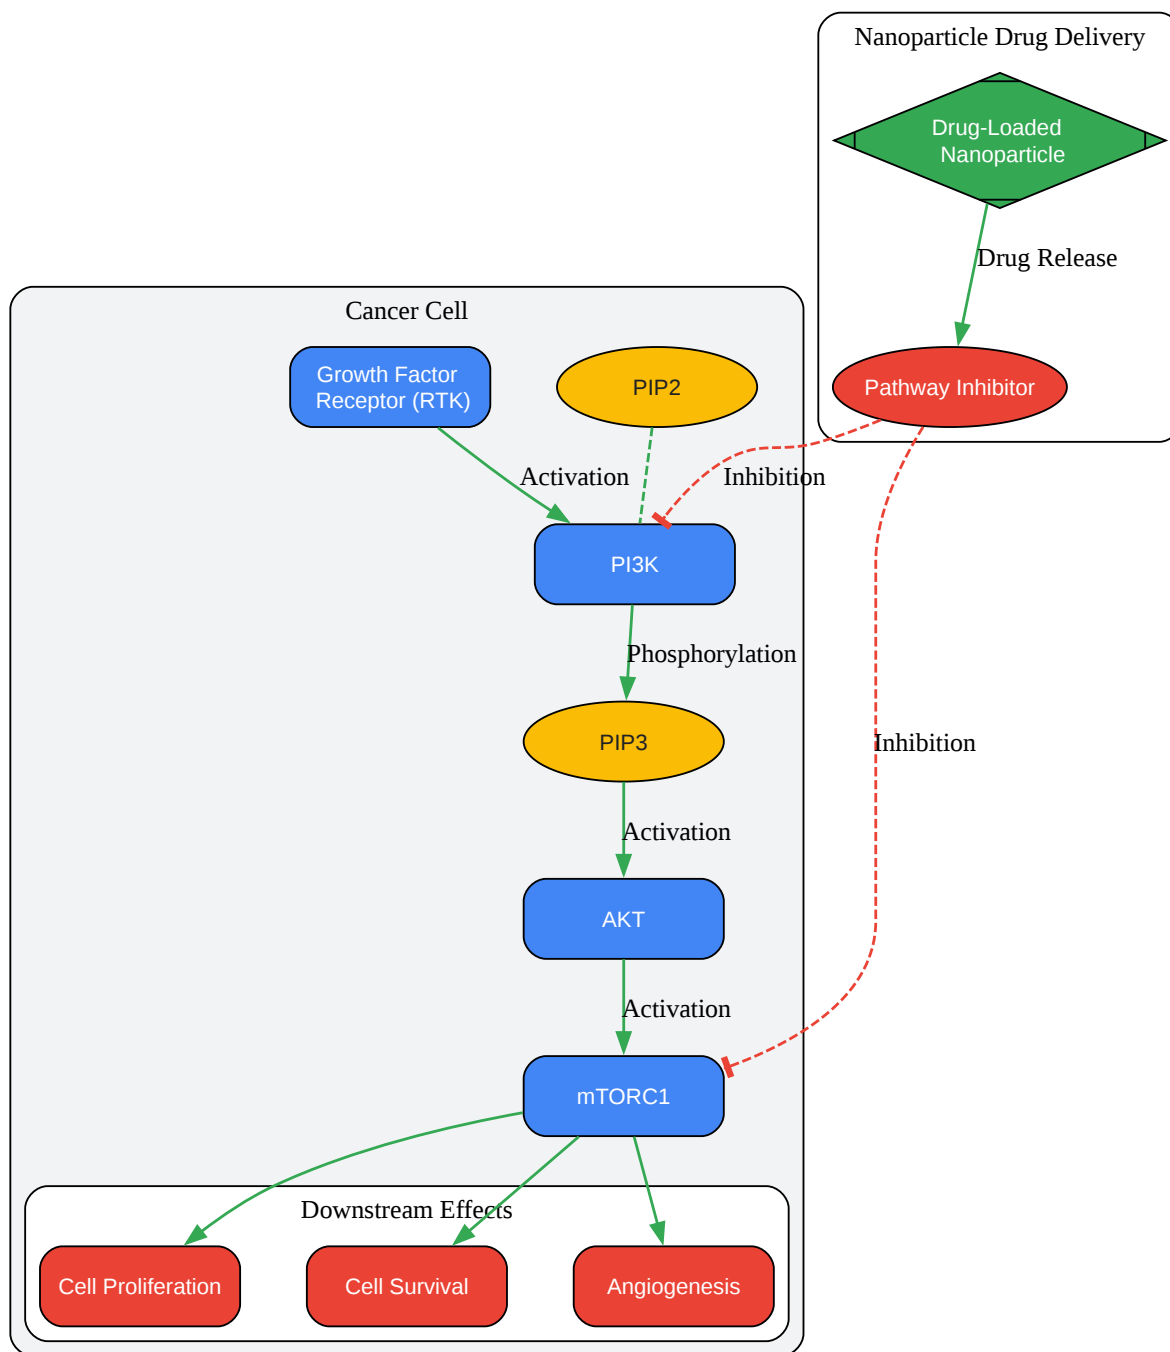 Nanoparticle Drug Delivery
Drug-Loaded
Nanoparticle
Drug Release
Cancer Cell
Growth Factor
Receptor (RTK)
PIP2
Pathway Inhibitor
Activation
Inhibition
PI3K
Phosphorylation
PIP3
Inhibition
Activation
AKT
Activation
mTORC1
Downstream Effects
Cell Proliferation
Cell Survival
Angiogenesis